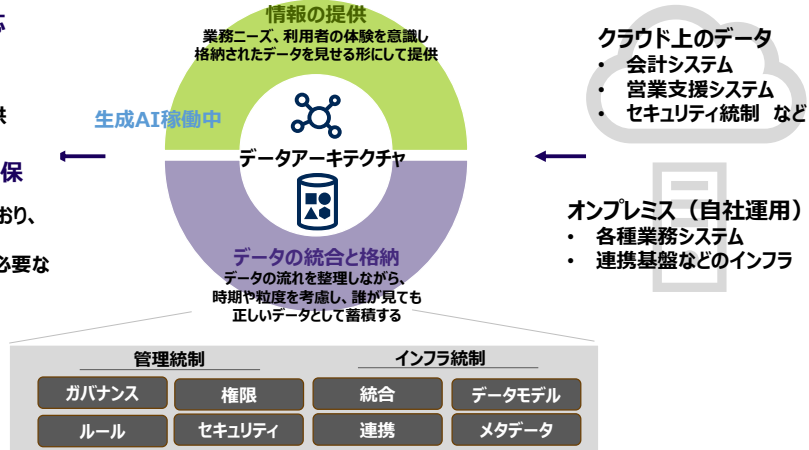 情報の提供
業務ニーズ、利用者の体験を意識し
格納されたデータを見せる形にして提供
生成AI稼働中
データアーキテクチャ
データの統合と格納
データの流れを整理しながら、
時期や粒度を考慮し、誰が見ても
正しいデータとして蓄積する
保
おり、
必要な
クラウド上のデータ
• 会計システム
• 営業支援システム
• セキュリティ統制 など
オンプレミス（自社運用）
• 各種業務システム
• 連携基盤などのインフラ
管理統制
インフラ統制
ガバナンス
権限
統合
データモデル
ルール
セキュリティ
連携
メタデータ